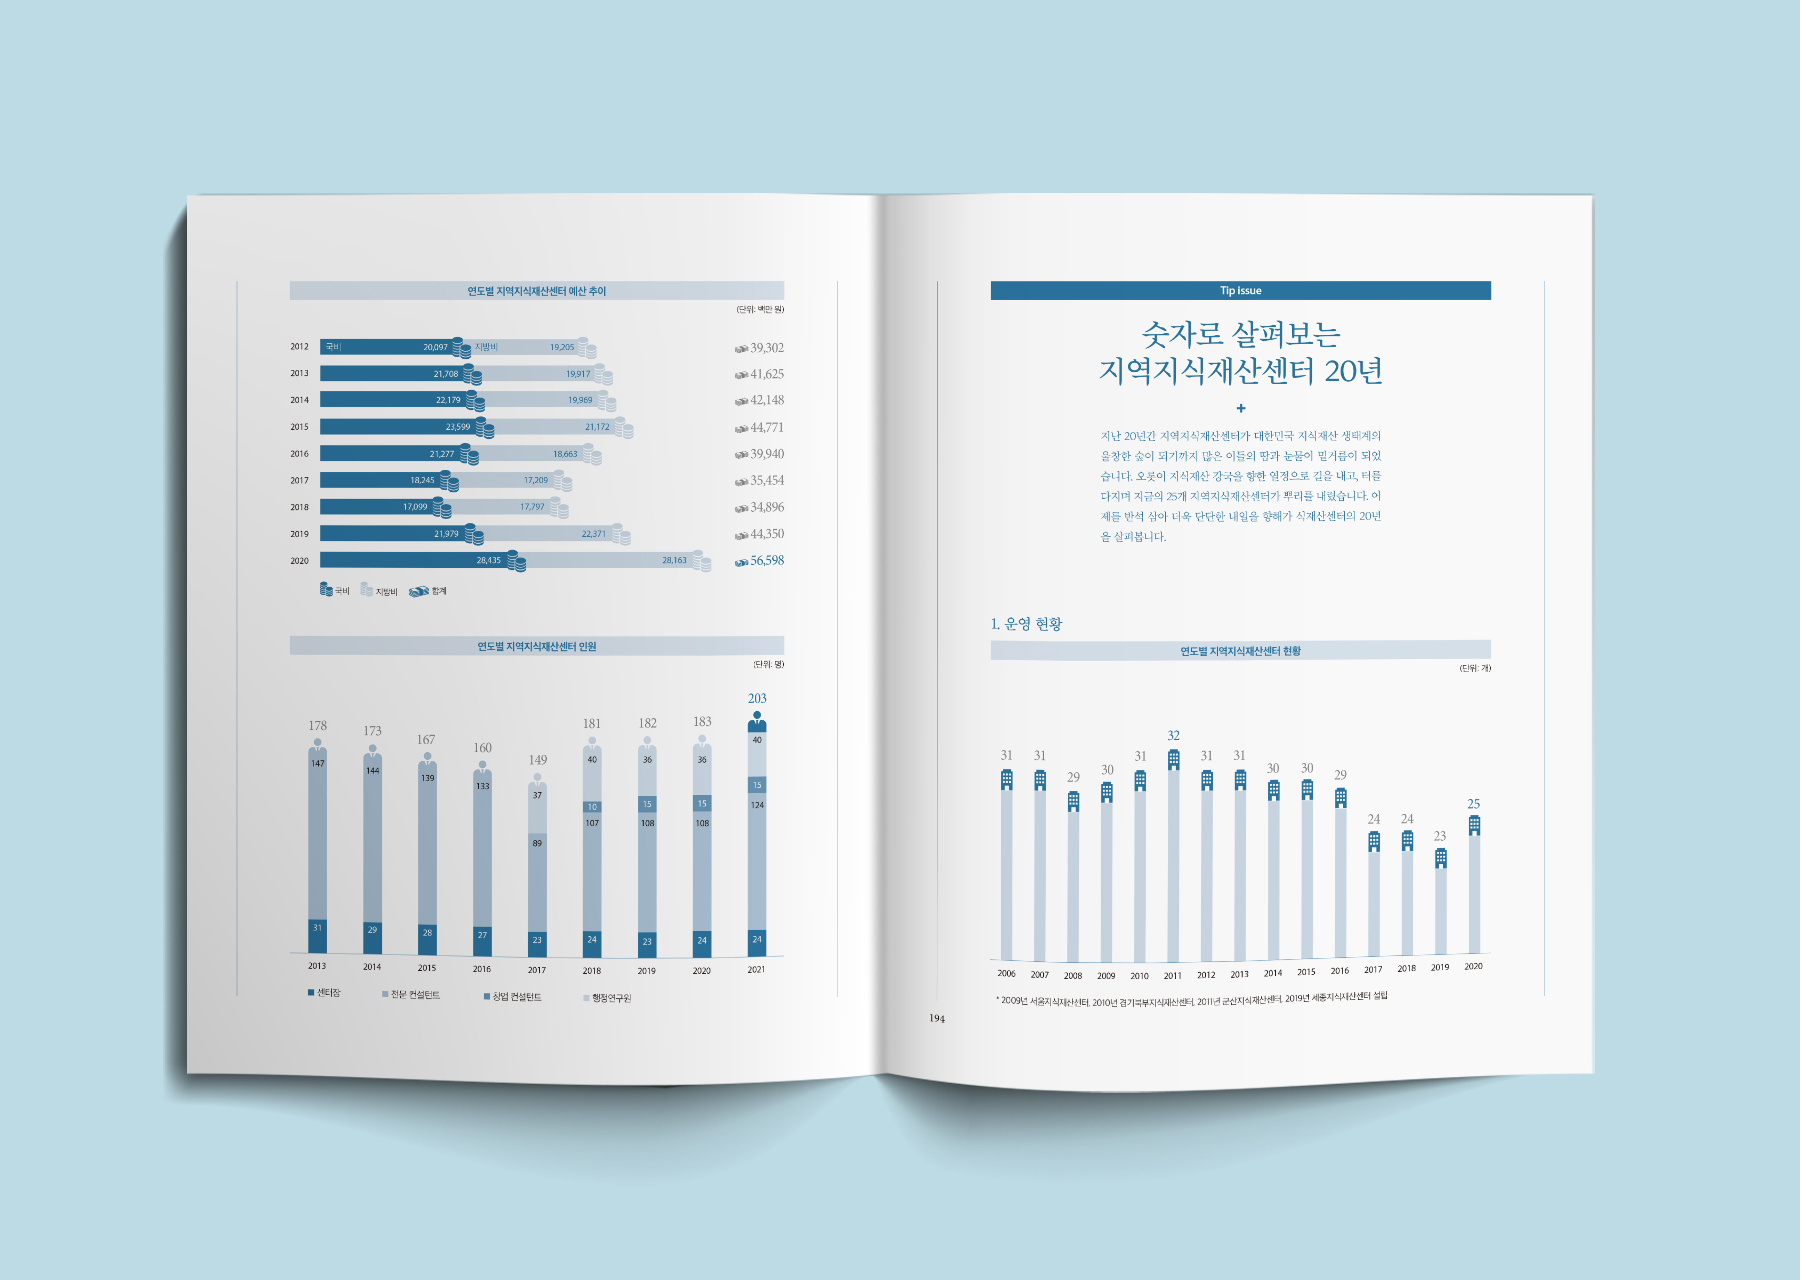 연도별 지역지식재산센터 예산 추이
(단위: 백만 원)
2012 국비 20,097 지방비 19,205 39,302
2013 21,708 19,917 41,625
2014 22,179 19,969 42,148
2015 23,599 21,172 44,771
2016 21,277 18,663 39,940
2017 18,245 17,209 35,454
2018 17,099 17,797 34,896
2019 21,979 22,371 44,350
2020 28,435 28,163 56,598
국비 지방비 합계
연도별 지역지식재산센터 인원
(단위: 명)
178 173 167 160 149 181 182 183 203
147 144 139 133 37 40 36 36 40
10 15 15 15
89 107 108 108 124
31 29 28 27 23 24 23 24 24
2013 2014 2015 2016 2017 2018 2019 2020 2021
센터장 전문 컨설턴트 창업 컨설턴트 행정연구원
Tip issue
숫자로 살펴보는
지역지식재산센터 20년
+
지난 20년간 지역지식재산센터가 대한민국 지식재산 생태계의
울창한 숲이 되기까지 많은 이들의 땀과 눈물이 밑거름이 되었
습니다. 오롯이 지식재산 강국을 향한 열정으로 길을 내고, 터를
다지며 지금의 25개 지역지식재산센터가 뿌리를 내렸습니다. 어
제를 반석 삼아 더욱 단단한 내일을 향해가 식재산센터의 20년
을 살피봅니다.
1. 운영 현황
연도별 지역지식재산센터 현황
(단위: 개)
31 31 29 30 31 32 31 31 30 30 29 24 24 23 25
2006 2007 2008 2009 2010 2011 2012 2013 2014 2015 2016 2017 2018 2019 2020
* 2009년 서울지식재산센터, 2010년 경기북부지식재산센터, 2011년 군산지식재산센터, 2019년 세종지식재산센터 설립
194